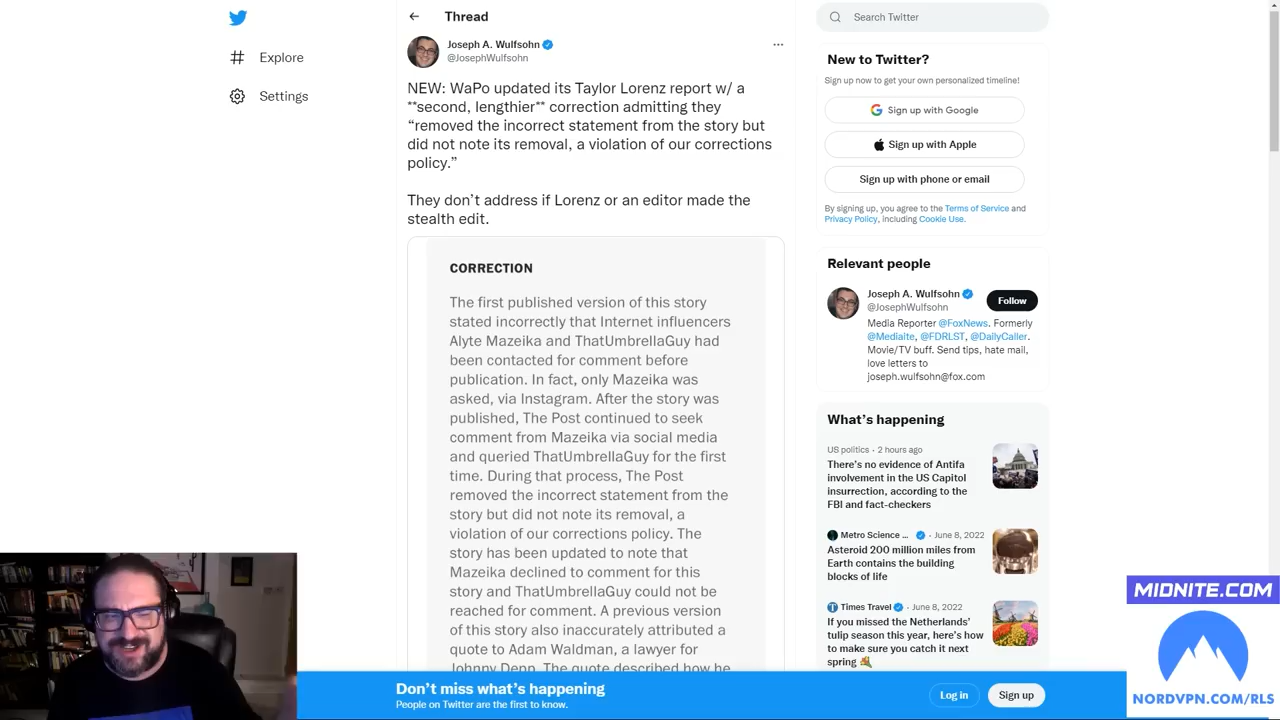 Thread
Search Twitter
Explore
Settings
Joseph A. Wulfsohn
@JosephWulfsohn
NEW: WaPo updated its Taylor Lorenz report w/ a
**second, lengthier** correction admitting they
“removed the incorrect statement from the story but
did not note its removal, a violation of our corrections
policy.”
They don’t address if Lorenz or an editor made the
stealth edit.
CORRECTION
The first published version of this story
stated incorrectly that Internet influencers
Alyte Mazeika and ThatUmbrellaGuy had
been contacted for comment before
publication. In fact, only Mazeika was
asked, via Instagram. After the story was
published, The Post continued to seek
comment from Mazeika via social media
and queried ThatUmbrellaGuy for the first
time. During that process, The Post
removed the incorrect statement from the
story but did not note its removal, a
violation of our corrections policy. The
story has been updated to note that
Mazeika declined to comment for this
story and ThatUmbrellaGuy could not be
reached for comment. A previous version
of this story also inaccurately attributed a
quote to Adam Waldman, a lawyer for
Johnny Depp. The quote described how he
New to Twitter?
Sign up now to get your own personalized timeline!
Sign up with Google
Sign up with Apple
Sign up with phone or email
By signing up, you agree to the Terms of Service and
Privacy Policy, including Cookie Use.
Relevant people
Joseph A. Wulfsohn
@JosephWulfsohn
Follow
Media Reporter @FoxNews. Formerly
@Mediaite, @FDRLST, @DailyCaller.
Movie/TV buff. Send tips, hate mail,
love letters to
joseph.wulfsohn@fox.com
What’s happening
US politics · 2 hours ago
There’s no evidence of Antifa
involvement in the US Capitol
insurrection, according to the
FBI and fact-checkers
Metro Science ... · June 8, 2022
Asteroid 200 million miles from
Earth contains the building
blocks of life
Times Travel · June 8, 2022
If you missed the Netherlands’
tulip season this year, here’s how
to make sure you catch it next
spring
Don’t miss what’s happening
People on Twitter are the first to know.
Log in
Sign up
MIDNITE.COM
NORDVPN.COM/RLS